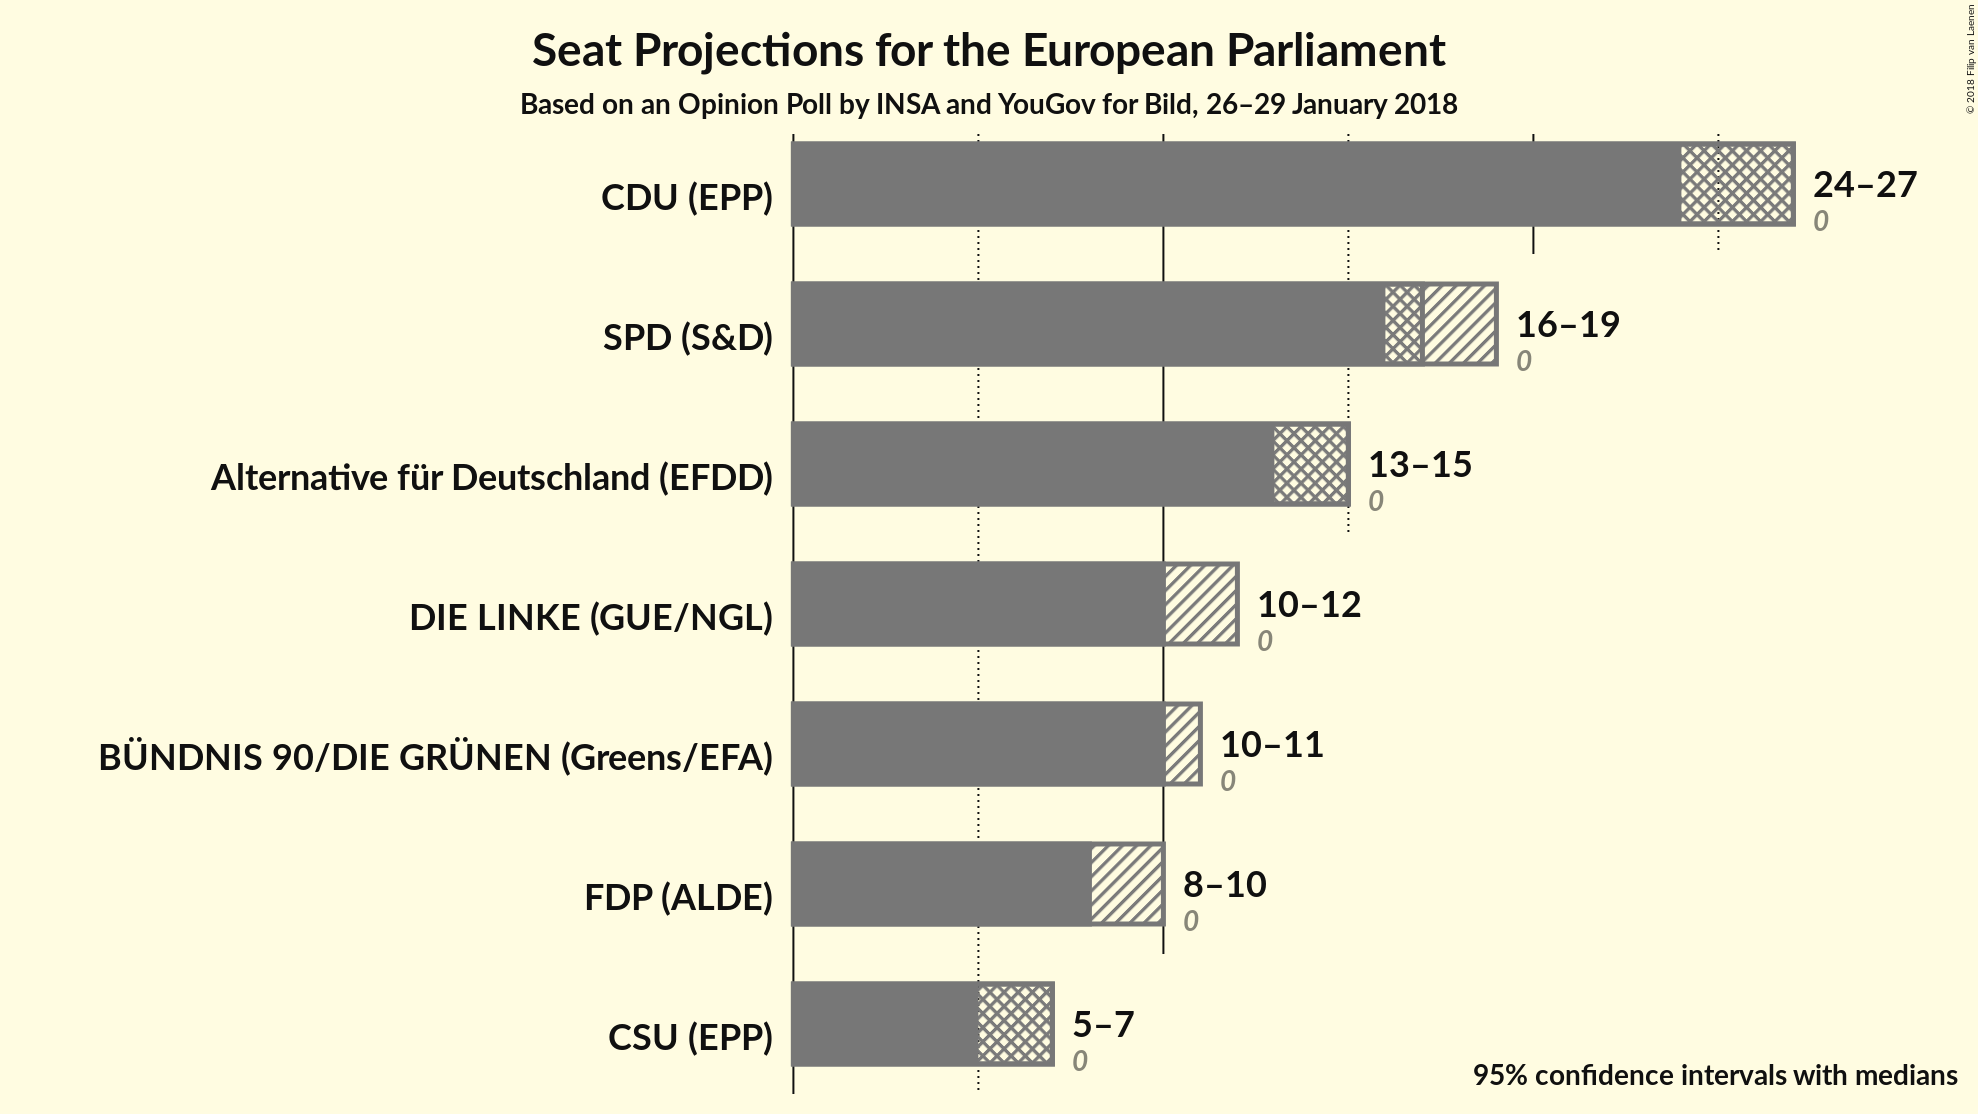 Seat Projections for the European Parliament
Based on an Opinion Poll by INSA and YouGov for Bild, 26–29 January 2018
© 2018 Filip van Laenen
CDU (EPP)
24–27
0
SPD (S&D)
16–19
0
Alternative für Deutschland (EFDD)
13–15
0
DIE LINKE (GUE/NGL)
10–12
0
BÜNDNIS 90/DIE GRÜNEN (Greens/EFA)
10–11
0
FDP (ALDE)
8–10
0
CSU (EPP)
5–7
0
95% confidence intervals with medians